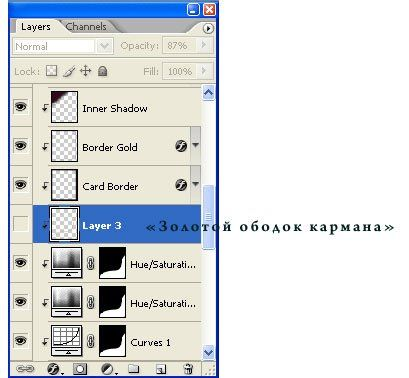 Layers Channels
Normal Opacity: 87%
Lock: Fill: 100%
Inner Shadow
Border Gold
Card Border
Layer 3 «Золотой ободок кармана»
Hue/Saturati...
Hue/Saturati...
Curves 1